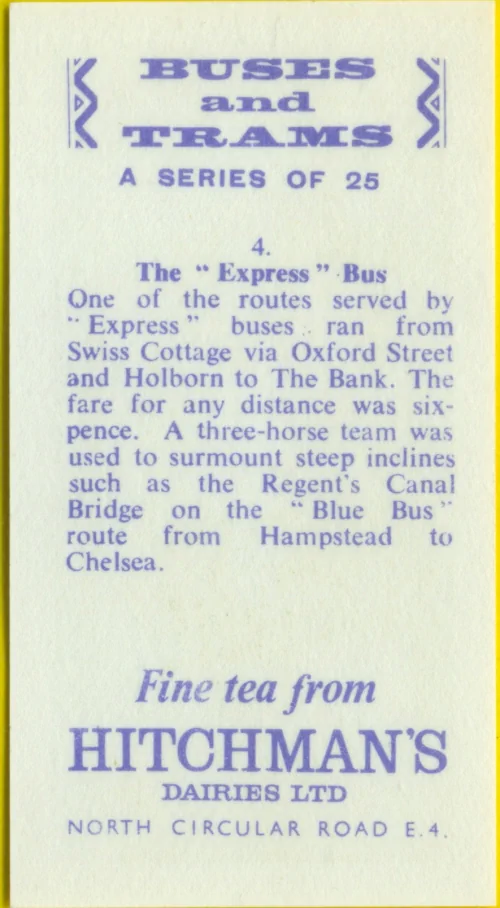 BUSES
and
TRAMS
A SERIES OF 25
4.
The "Express" Bus
One of the routes served by
"Express" buses ran from
Swiss Cottage via Oxford Street
and Holborn to The Bank. The
fare for any distance was six-
pence. A three-horse team was
used to surmount steep inclines
such as the Regent's Canal
Bridge on the "Blue Bus"
route from Hampstead to
Chelsea.
Fine tea from
HITCHMAN'S
DAIRIES LTD
NORTH CIRCULAR ROAD E.4.